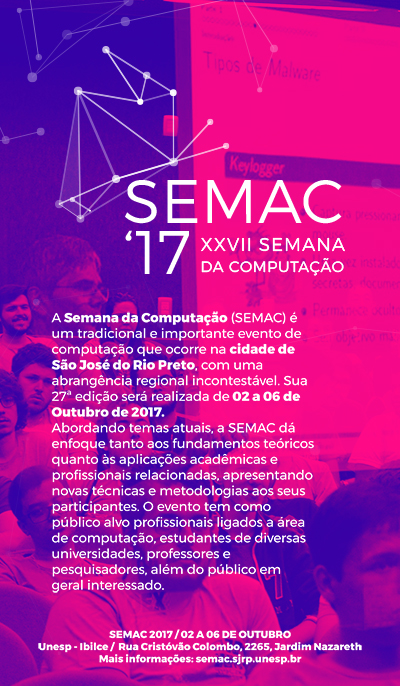 Tipos de Malware
Keylogger
SEMAC
‘17 XXVII SEMANA
DA COMPUTAÇÃO
A Semana da Computação (SEMAC) é
um tradicional e importante evento de
computação que ocorre na cidade de
São José do Rio Preto, com uma
abrangência regional incontestável. Sua
27ª edição será realizada de 02 a 06 de
Outubro de 2017.
Abordando temas atuais, a SEMAC dá
enfoque tanto aos fundamentos teóricos
quanto às aplicações acadêmicas e
profissionais relacionadas, apresentando
novas técnicas e metodologias aos seus
participantes. O evento tem como
público alvo profissionais ligados a área
de computação, estudantes de diversas
universidades, professores e
pesquisadores, além do público em
geral interessado.
SEMAC 2017 / 02 A 06 DE OUTUBRO
Unesp - Ibilce / Rua Cristóvão Colombo, 2265, Jardim Nazareth
Mais informações: semac.sjrp.unesp.br